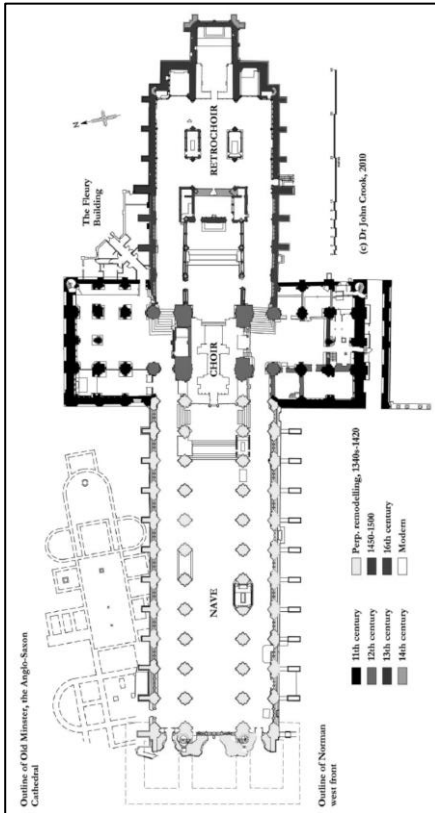 Outline of Old Minster, the Anglo-Saxon
Cathedral
The Fleury
Building
N
RETROCHOIR
CHOIR
NAVE
(c) Dr John Crook, 2010
Outline of Norman
west front
11th century
12th century
13th century
14th century
Perp. remodelling, 1340s-1420
1450-1500
16th century
Modern